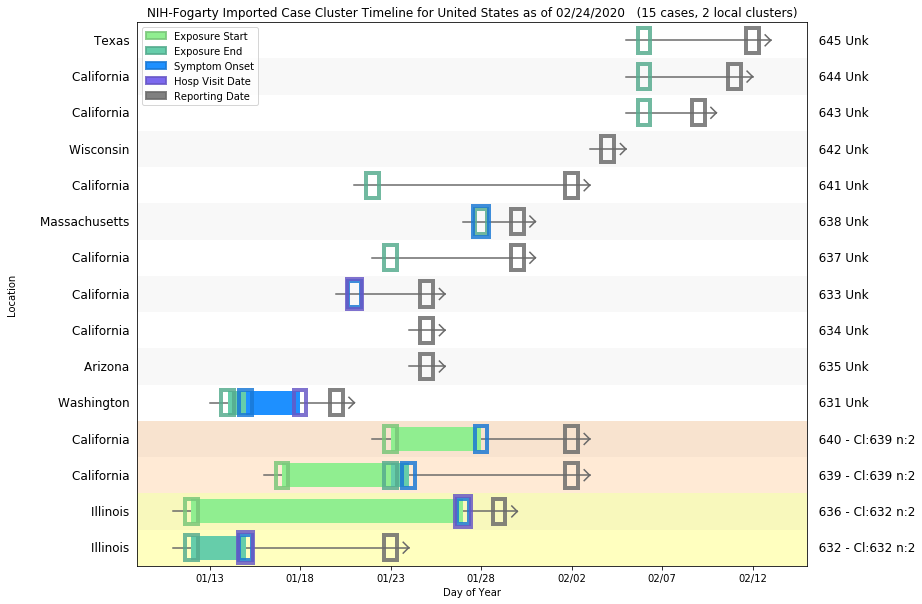 NIH-Fogarty Imported Case Cluster Timeline for United States as of 02/24/2020   (15 cases, 2 local clusters)
Exposure Start
Exposure End
Symptom Onset
Hosp Visit Date
Reporting Date
Texas 645 Unk
California 644 Unk
California 643 Unk
Wisconsin 642 Unk
California 641 Unk
Massachusetts 638 Unk
California 637 Unk
California 633 Unk
California 634 Unk
Arizona 635 Unk
Washington 631 Unk
California 640 - Cl:639 n:2
California 639 - Cl:639 n:2
Illinois 636 - Cl:632 n:2
Illinois 632 - Cl:632 n:2
Location
01/13 01/18 01/23 01/28 02/02 02/07 02/12
Day of Year